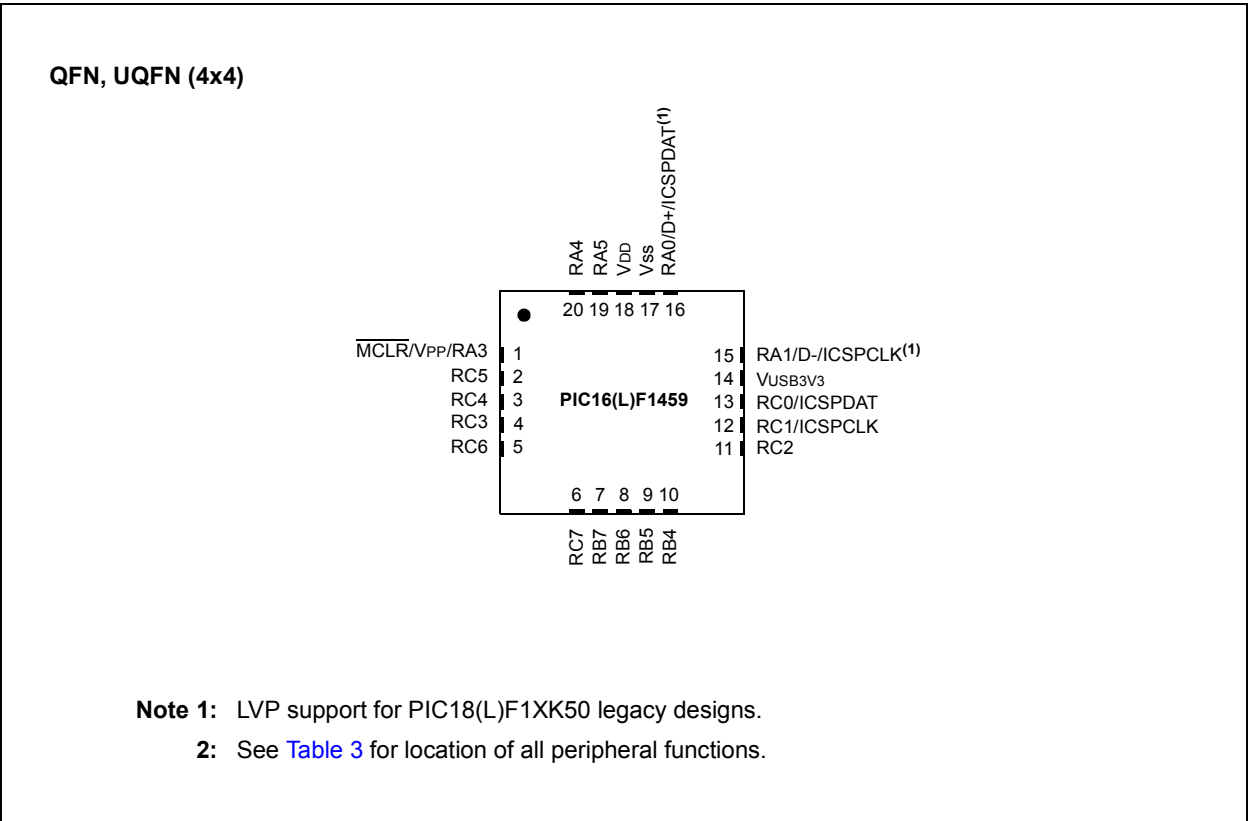 QFN, UQFN (4x4)
RA4
RA5
VDD
Vss
RA0/D+/ICSPDAT(1)
20 19 18 17 16
MCLR/VPP/RA3 1
RC5 2
RC4 3
RC3 4
RC6 5
PIC16(L)F1459
15 RA1/D-/ICSPCLK(1)
14 VUSB3V3
13 RC0/ICSPDAT
12 RC1/ICSPCLK
11 RC2
6 7 8 9 10
RC7
RB7
RB6
RB5
RB4
Note 1: LVP support for PIC18(L)F1XK50 legacy designs.
2: See Table 3 for location of all peripheral functions.